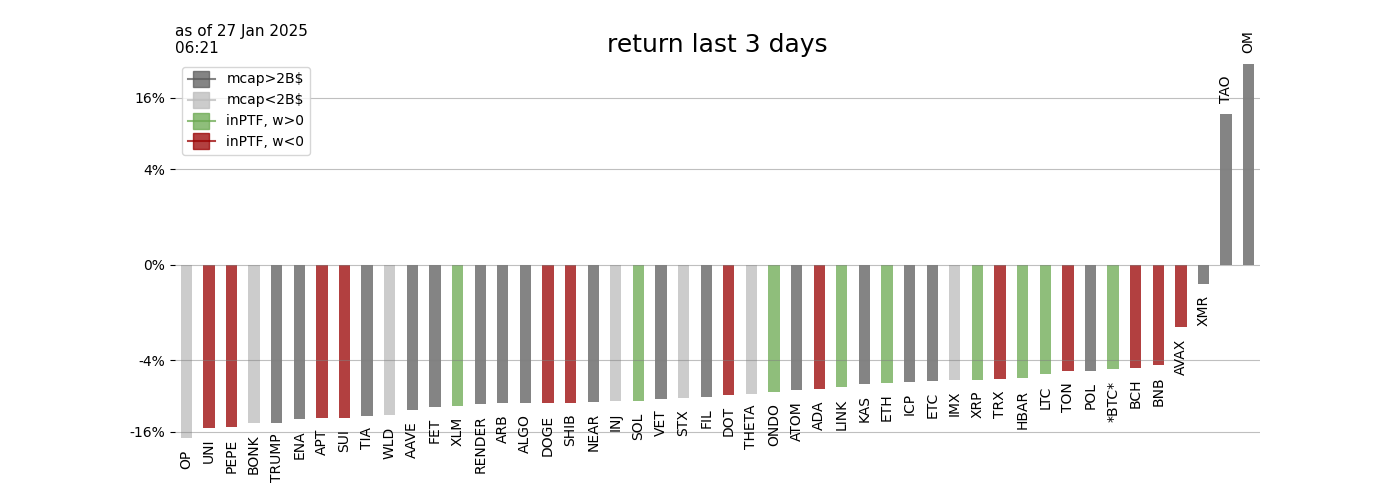 as of 27 Jan 2025
06:21
return last 3 days
mcap>2B$
mcap<2B$
inPTF, w>0
inPTF, w<0
16%
4%
0%
-4%
-16%
OP
UNI
PEPE
BONK
TRUMP
ENA
APT
SUI
TIA
WLD
AAVE
FET
XLM
RENDER
ARB
ALGO
DOGE
SHIB
NEAR
INJ
SOL
VET
STX
FIL
DOT
THETA
ONDO
ATOM
ADA
LINK
KAS
ETH
ICP
ETC
IMX
XRP
TRX
HBAR
LTC
TON
POL
*BTC*
BCH
BNB
AVAX
XMR
TAO
OM